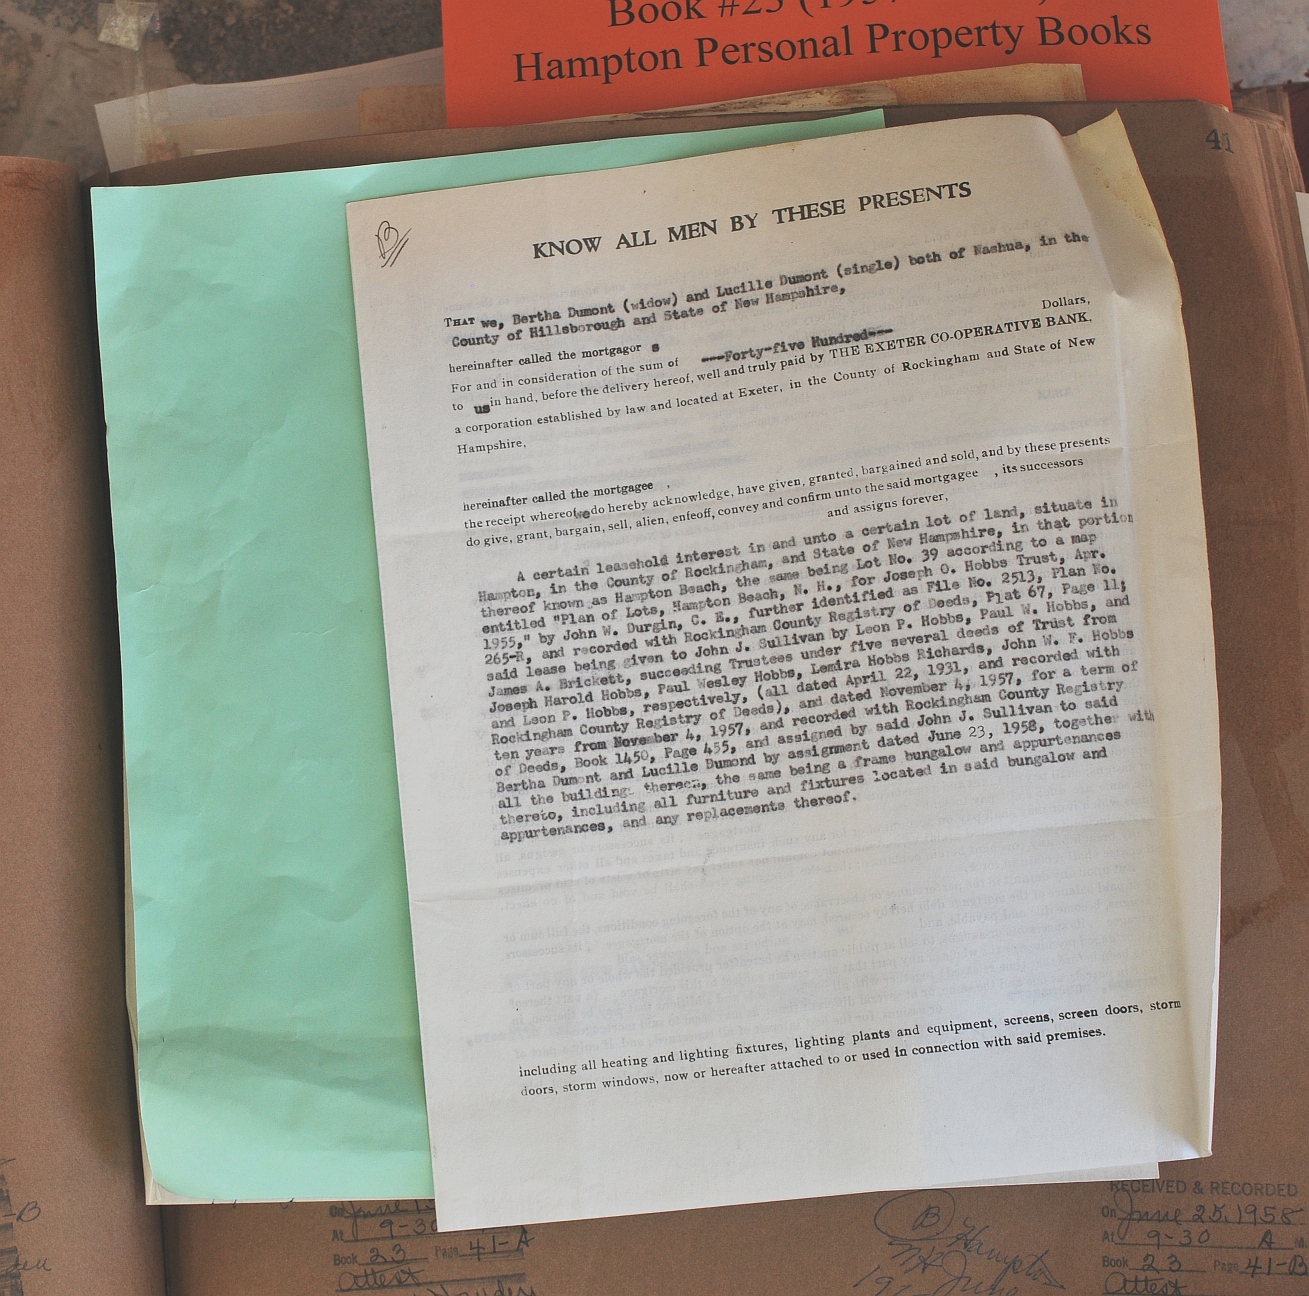 Book #23
Hampton Personal Property Books
41
B
KNOW ALL MEN BY THESE PRESENTS
THAT we, Bertha Dumont (widow) and Lucille Dumont (single) both of Nashua, in the
County of Hillsborough and State of New Hampshire,
hereinafter called the mortgagor s
For and in consideration of the sum of ---Forty-five Hundred--- Dollars,
to us in hand, before the delivery hereof, well and truly paid by THE EXETER CO-OPERATIVE BANK,
a corporation established by law and located at Exeter, in the County of Rockingham and State of New
Hampshire,
hereinafter called the mortgagee ,
the receipt whereof we do hereby acknowledge, have given, granted, bargained and sold, and by these presents
do give, grant, bargain, sell, alien, enfeoff, convey and confirm unto the said mortgagee , its successors
and assigns forever,
A certain leasehold interest in and unto a certain lot of land, situate in
Hampton, in the County of Rockingham, and State of New Hampshire, in that portion
thereof known as Hampton Beach, the same being Lot No. 39 according to a map
entitled "Plan of Lots, Hampton Beach, N. H., for Joseph O. Hobbs Trust, Apr.
1955," by John W. Durgin, C. E., further identified as File No. 2513, Plan No.
265-R, and recorded with Rockingham County Registry of Deeds, Plat 67, Page 11;
said lease being given to John J. Sullivan by Leon P. Hobbs, Paul W. Hobbs, and
James A. Brickett, succeeding Trustees under five several deeds of Trust from
Joseph Harold Hobbs, Paul Wesley Hobbs, Lemira Hobbs Richards, John W. F. Hobbs
and Leon P. Hobbs, respectively, (all dated April 22, 1931, and recorded with
Rockingham County Registry of Deeds), and dated November 4, 1957, for a term of
ten years from November 4, 1957, and recorded with Rockingham County Registry
of Deeds, Book 1450, Page 455, and assigned by said John J. Sullivan to said
Bertha Dumont and Lucille Dumond by assignment dated June 23, 1958, together with
all the buildings thereon, the same being a frame bungalow and appurtenances
thereto, including all furniture and fixtures located in said bungalow and
appurtenances, and any replacements thereof.
including all heating and lighting fixtures, lighting plants and equipment, screens, screen doors, storm
doors, storm windows, now or hereafter attached to or used in connection with said premises.
-B
On June
At 9-30
Book 23 Page 41-A
Attest
B Hampton
NH June
RECEIVED & RECORDED
On June 25, 1958
At 9-30 A M.
Book 23 Page 41-B
Attest